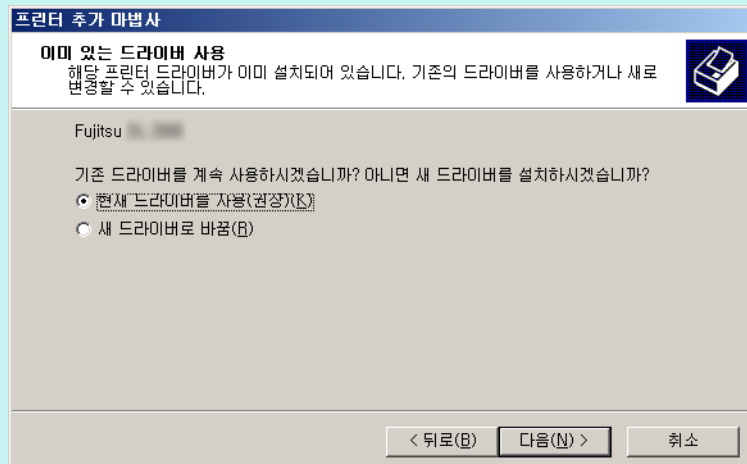 프린터 추가 마법사
이미 있는 드라이버 사용
해당 프린터 드라이버가 이미 설치되어 있습니다. 기존의 드라이버를 사용하거나 새로
변경할 수 있습니다.
Fujitsu
기존 드라이버를 계속 사용하시겠습니까? 아니면 새 드라이버를 설치하시겠습니까?
현재 드라이버를 사용(권장)(K)
새 드라이버로 바꿈(R)
< 뒤로(B) 다음(N) > 취소